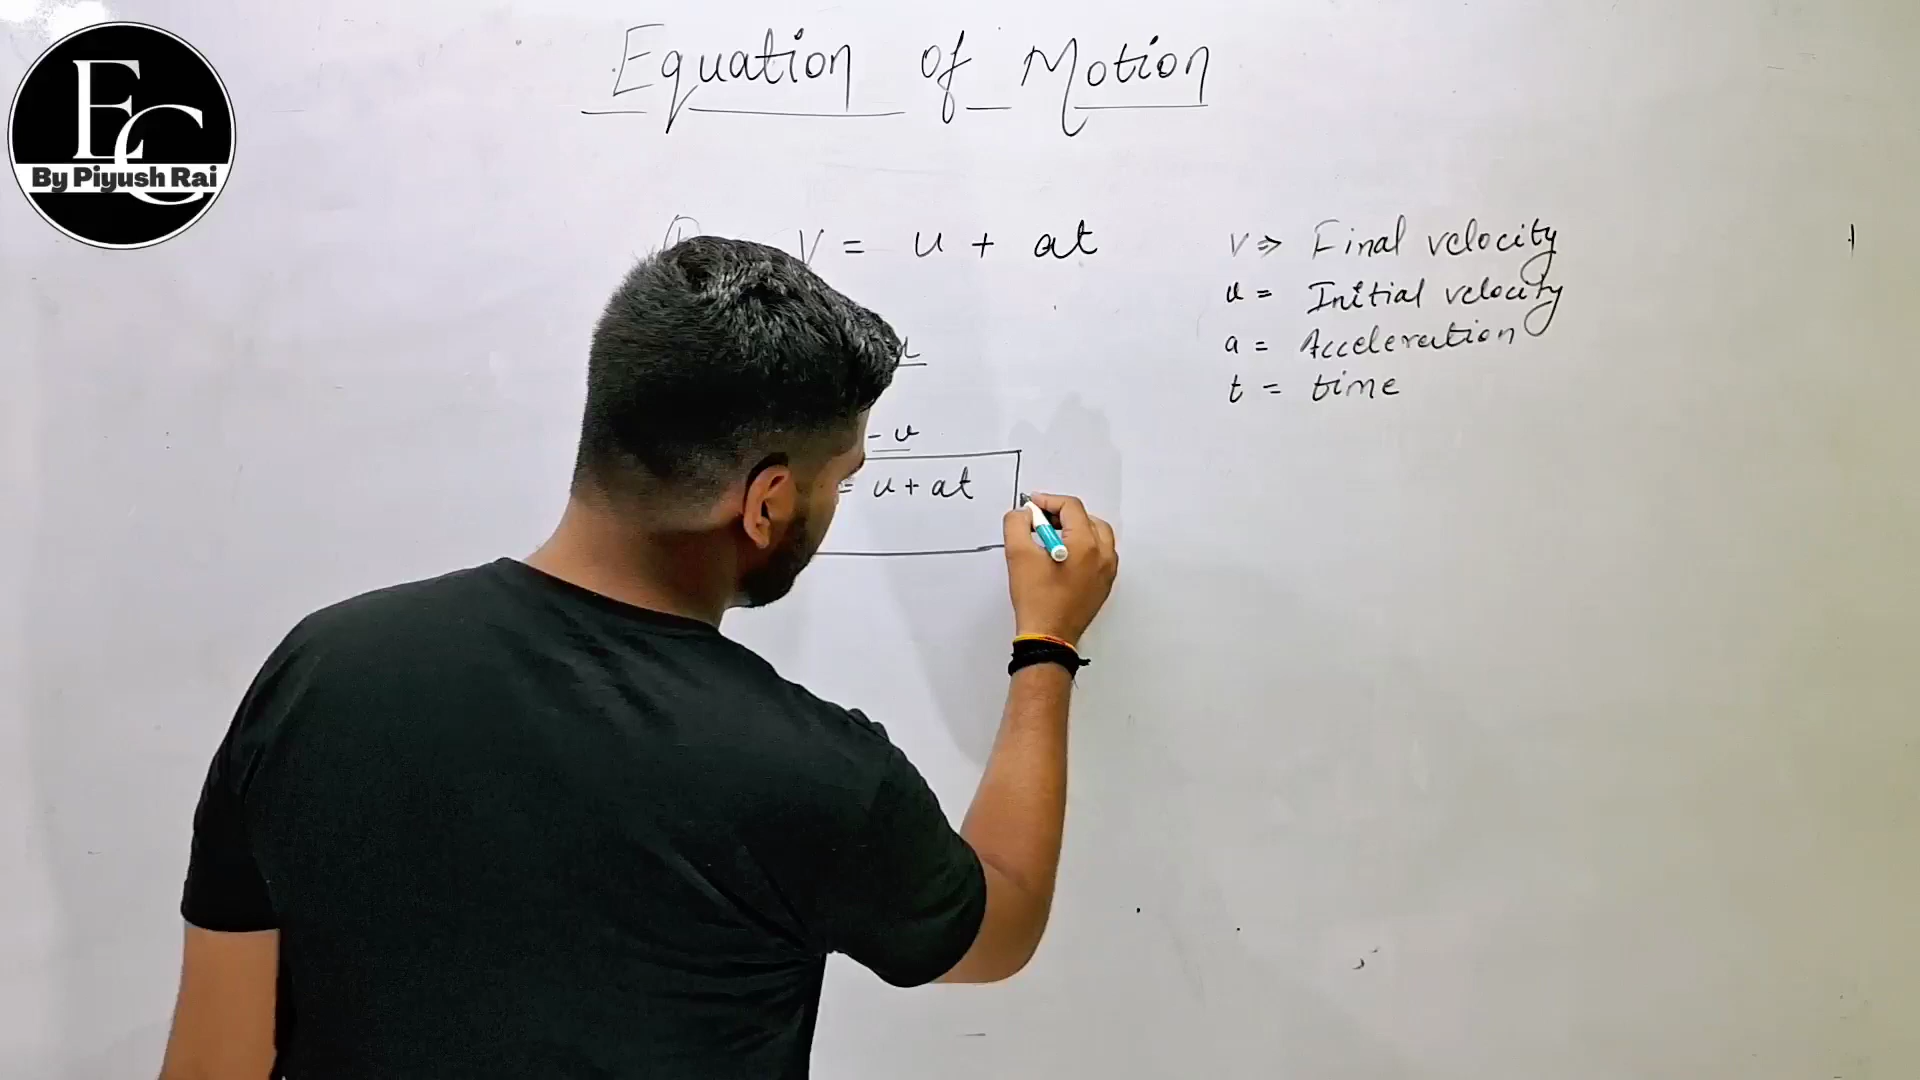 EC
By Piyush Rai
Equation of Motion
V = u + at
v => Final velocity
u = Initial velocity
a = Acceleration
t = time
- u
= u + at